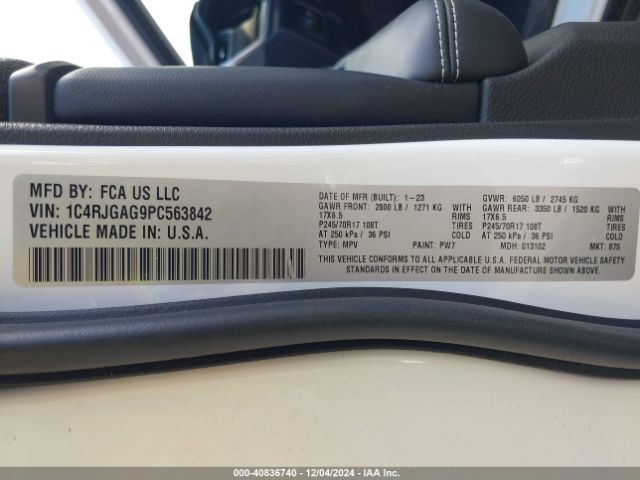 MFD BY: FCA US LLC
VIN: 1C4RJGAG9PC563842
VEHICLE MADE IN: U.S.A.
DATE OF MFR (BUILT): 1-23 GVWR: 6050 LB / 2745 KG
GAWR FRONT: 2800 LB / 1271 KG WITH GAWR REAR: 3350 LB / 1520 KG WITH
17X6.5 RIMS 17X6.5 RIMS
P245/70R17 108T TIRES P245/70R17 108T TIRES
AT 250 kPa / 36 PSI COLD AT 250 kPa / 36 PSI COLD
TYPE: MPV PAINT: PW7 MDH: 013102 MKT: 875
THIS VEHICLE CONFORMS TO ALL APPLICABLE U.S.A. FEDERAL MOTOR VEHICLE SAFETY
STANDARDS IN EFFECT ON THE DATE OF MANUFACTURE SHOWN ABOVE.
VEHICLE: 0-40836740 - 12/04/2024 - IAA Inc.